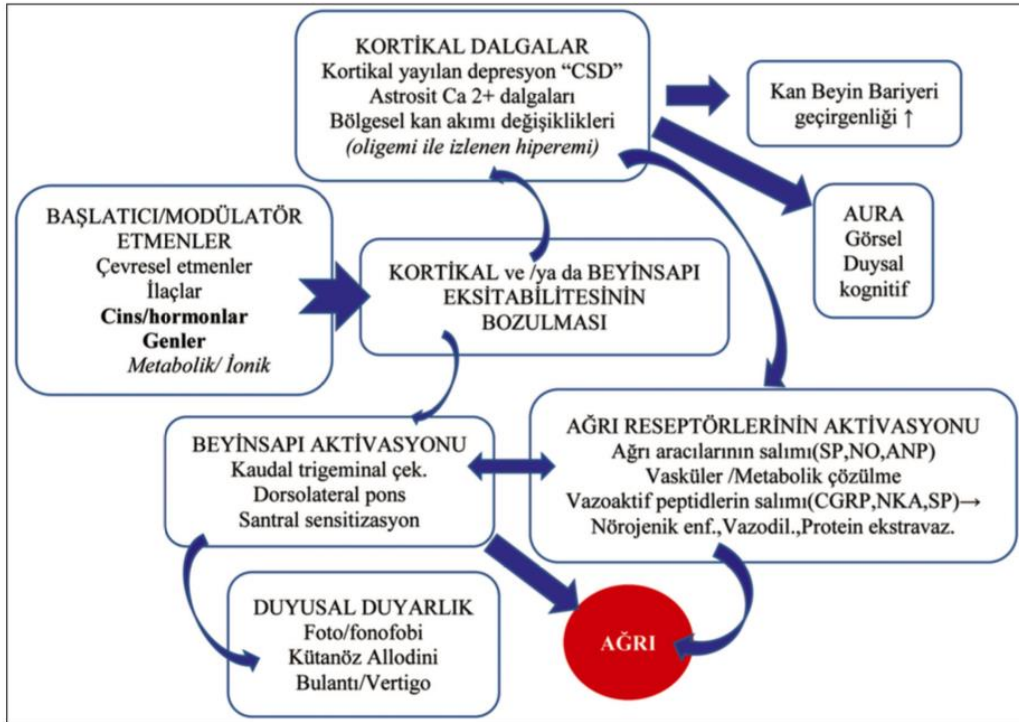 KORTİKAL DALGALAR
Kortikal yayılan depresyon “CSD”
Astrosit Ca 2+ dalgaları
Bölgesel kan akımı değişiklikleri
(oligemi ile izlenen hiperemi)
Kan Beyin Bariyeri
geçirgenliği ↑
BAŞLATICI/MODÜLATÖR
ETMENLER
Çevresel etmenler
İlaçlar
Cins/hormonlar
Genler
Metabolik/ İonik
KORTİKAL ve /ya da BEYİNSAPI
EKSİTABİLİTESİNİN
BOZULMASI
AURA
Görsel
Duysal
kognitif
BEYİNSAPI AKTİVASYONU
Kaudal trigeminal çek.
Dorsolateral pons
Santral sensitizasyon
AĞRI RESEPTÖRLERİNİN AKTİVASYONU
Ağrı aracılarının salımı(SP,NO,ANP)
Vasküler /Metabolik çözülme
Vazoaktif peptidlerin salımı(CGRP,NKA,SP)→
Nörojenik enf.,Vazodil.,Protein ekstravaz.
DUYUSAL DUYARLIK
Foto/fonofobi
Kütanöz Allodini
Bulantı/Vertigo
AĞRI